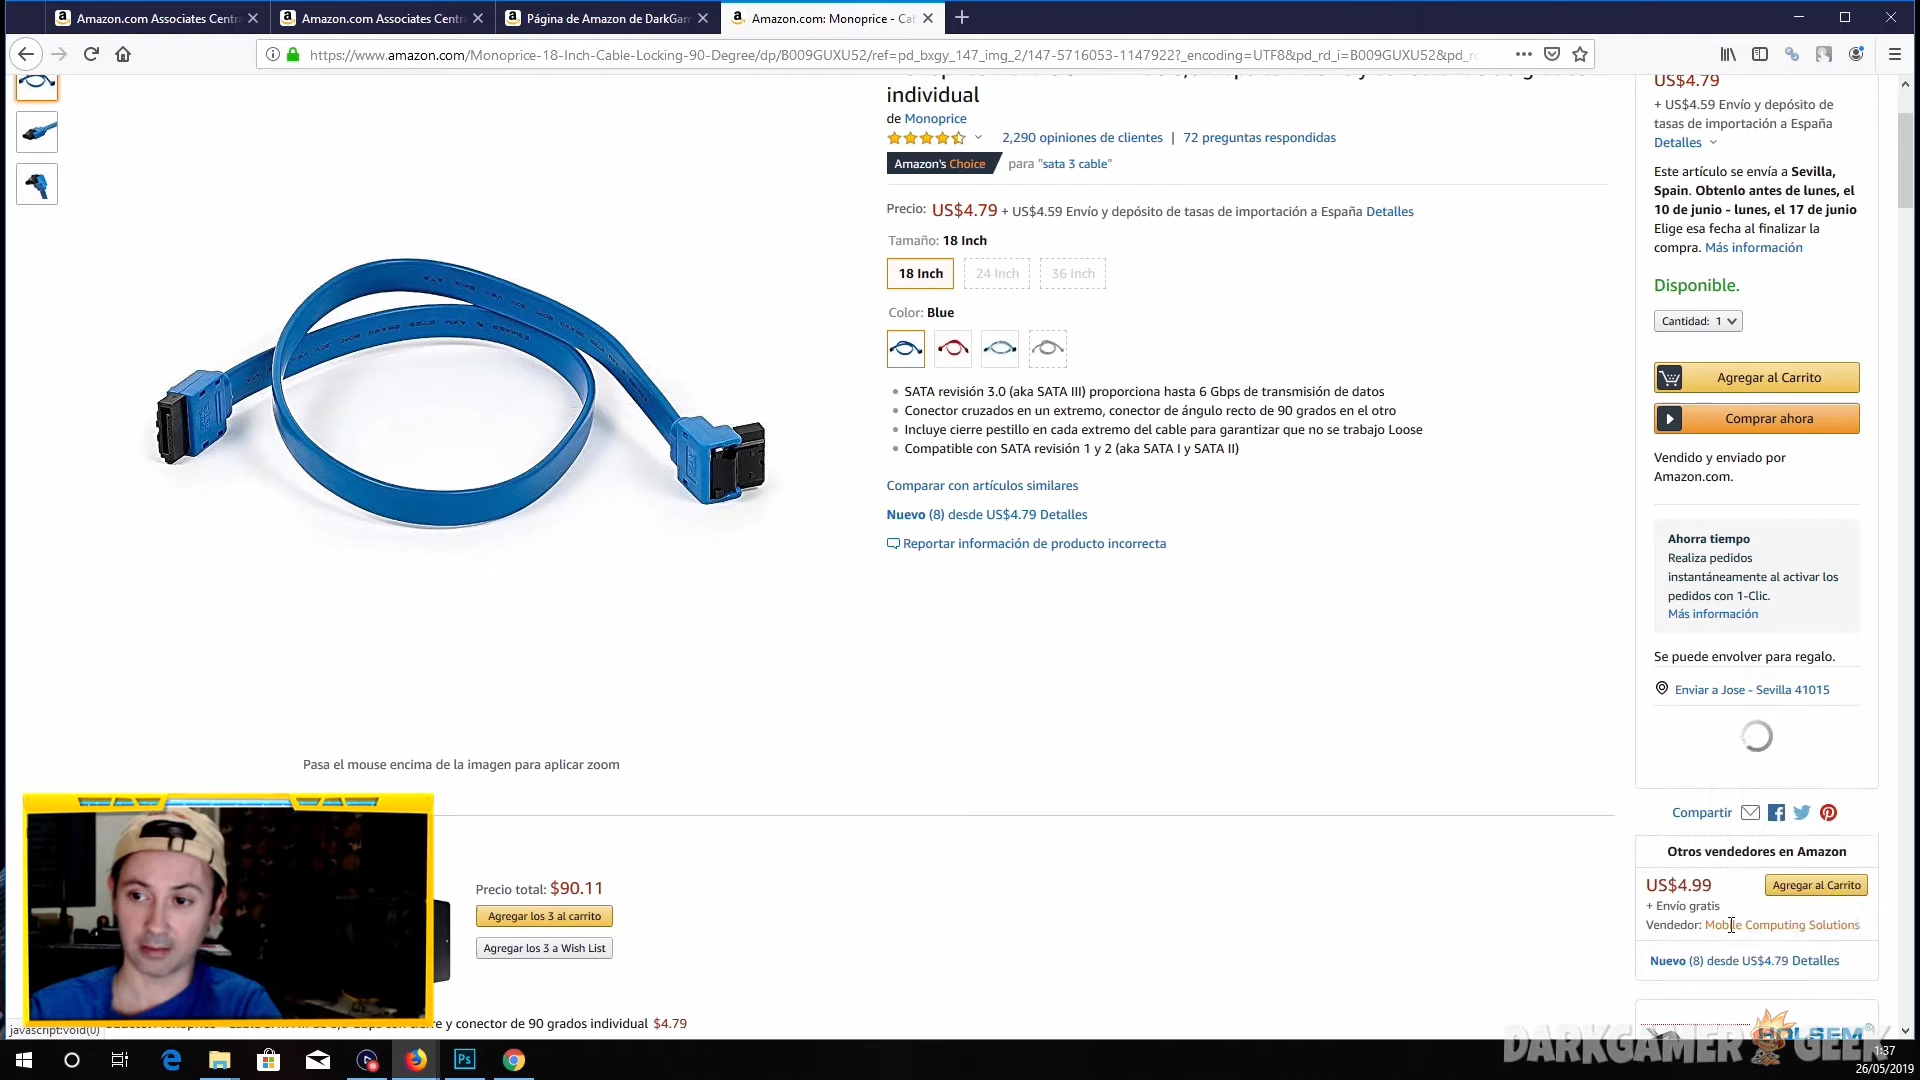 Amazon.com Associates Centra
Amazon.com Associates Centra
Página de Amazon de DarkGam
Amazon.com: Monoprice - Ca
https://www.amazon.com/Monoprice-18-Inch-Cable-Locking-90-Degree/dp/B009GUXU52/ref=pd_bxgy_147_img_2/147-5716053-1147922?_encoding=UTF8&pd_rd_i=B009GUXU52&pd_r
individual
de Monoprice
2,290 opiniones de clientes | 72 preguntas respondidas
Amazon's Choice para "sata 3 cable"
Precio: US$4.79 + US$4.59 Envío y depósito de tasas de importación a España Detalles
Tamaño: 18 Inch
18 Inch 24 Inch 36 Inch
Color: Blue
SATA revisión 3.0 (aka SATA III) proporciona hasta 6 Gbps de transmisión de datos
Conector cruzados en un extremo, conector de ángulo recto de 90 grados en el otro
Incluye cierre pestillo en cada extremo del cable para garantizar que no se trabajo Loose
Compatible con SATA revisión 1 y 2 (aka SATA I y SATA II)
Comparar con artículos similares
Nuevo (8) desde US$4.79 Detalles
Reportar información de producto incorrecta
Pasa el mouse encima de la imagen para aplicar zoom
US$4.79
+ US$4.59 Envío y depósito de
tasas de importación a España
Detalles
Este artículo se envía a Sevilla,
Spain. Obtenlo antes de lunes, el
10 de junio - lunes, el 17 de junio
Elige esa fecha al finalizar la
compra. Más información
Disponible.
Cantidad: 1
Agregar al Carrito
Comprar ahora
Vendido y enviado por
Amazon.com.
Ahorra tiempo
Realiza pedidos
instantáneamente al activar los
pedidos con 1-Clic.
Más información
Se puede envolver para regalo.
Enviar a Jose - Sevilla 41015
Compartir
Otros vendedores en Amazon
US$4.99 Agregar al Carrito
+ Envío gratis
Vendedor: Mobile Computing Solutions
Nuevo (8) desde US$4.79 Detalles
Precio total: $90.11
Agregar los 3 al carrito
Agregar los 3 a Wish List
y conector de 90 grados individual $4.79
javascript:void(0)
HOLSEM
DARKGAMER GEEK
Ps
1:37
26/05/2019